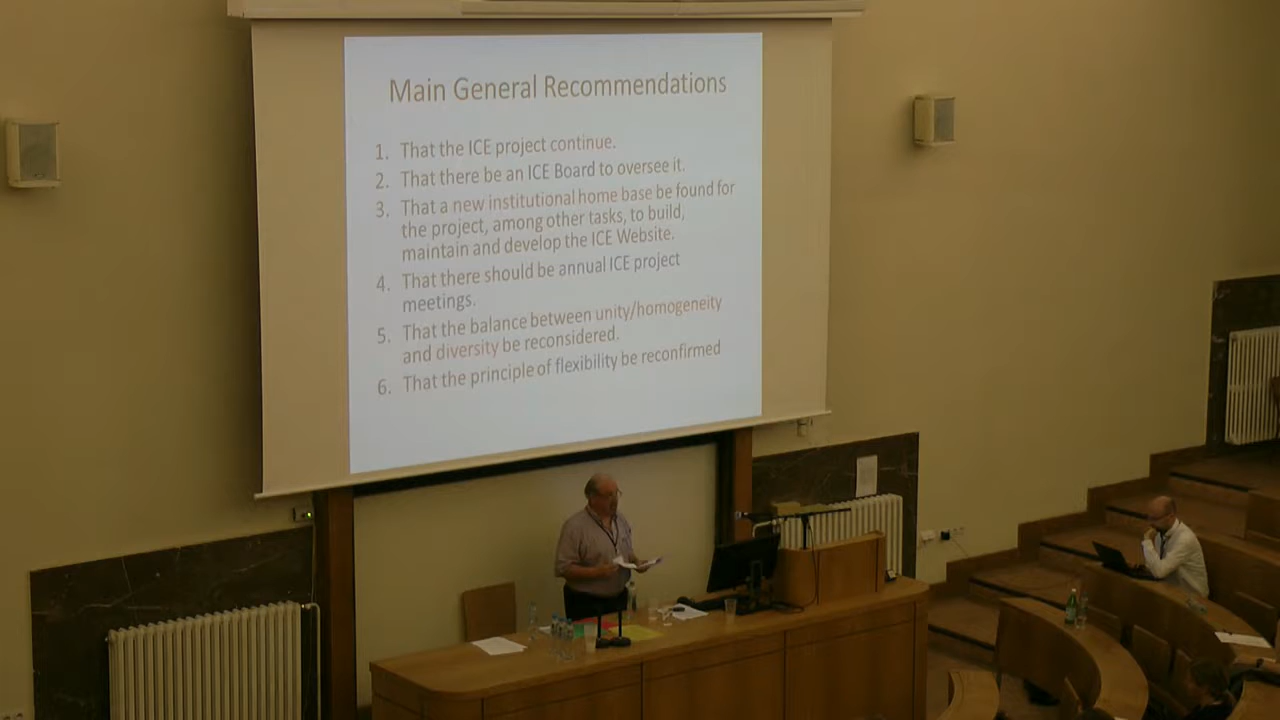 Main General Recommendations
1. That the ICE project continue.
2. That there be an ICE Board to oversee it.
3. That a new institutional home base be found for
the project, among other tasks, to build,
maintain and develop the ICE Website.
4. That there should be annual ICE project
meetings.
5. That the balance between unity/homogeneity
and diversity be reconsidered.
6. That the principle of flexibility be reconfirmed